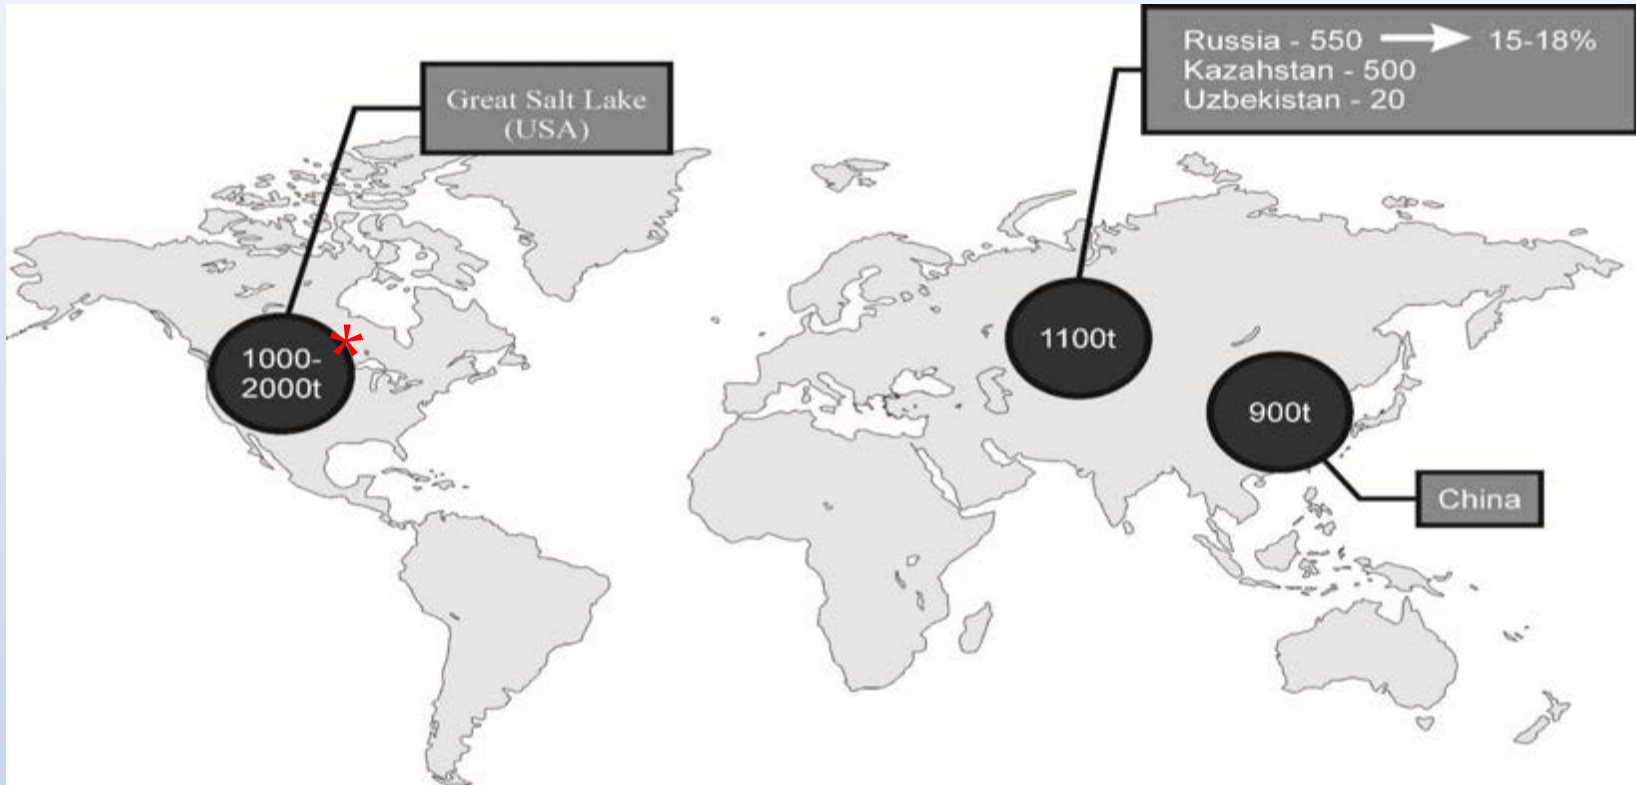 Great Salt Lake
(USA)
1000-
2000t
*
Russia - 550 → 15-18%
Kazahstan - 500
Uzbekistan - 20
1100t
900t
China